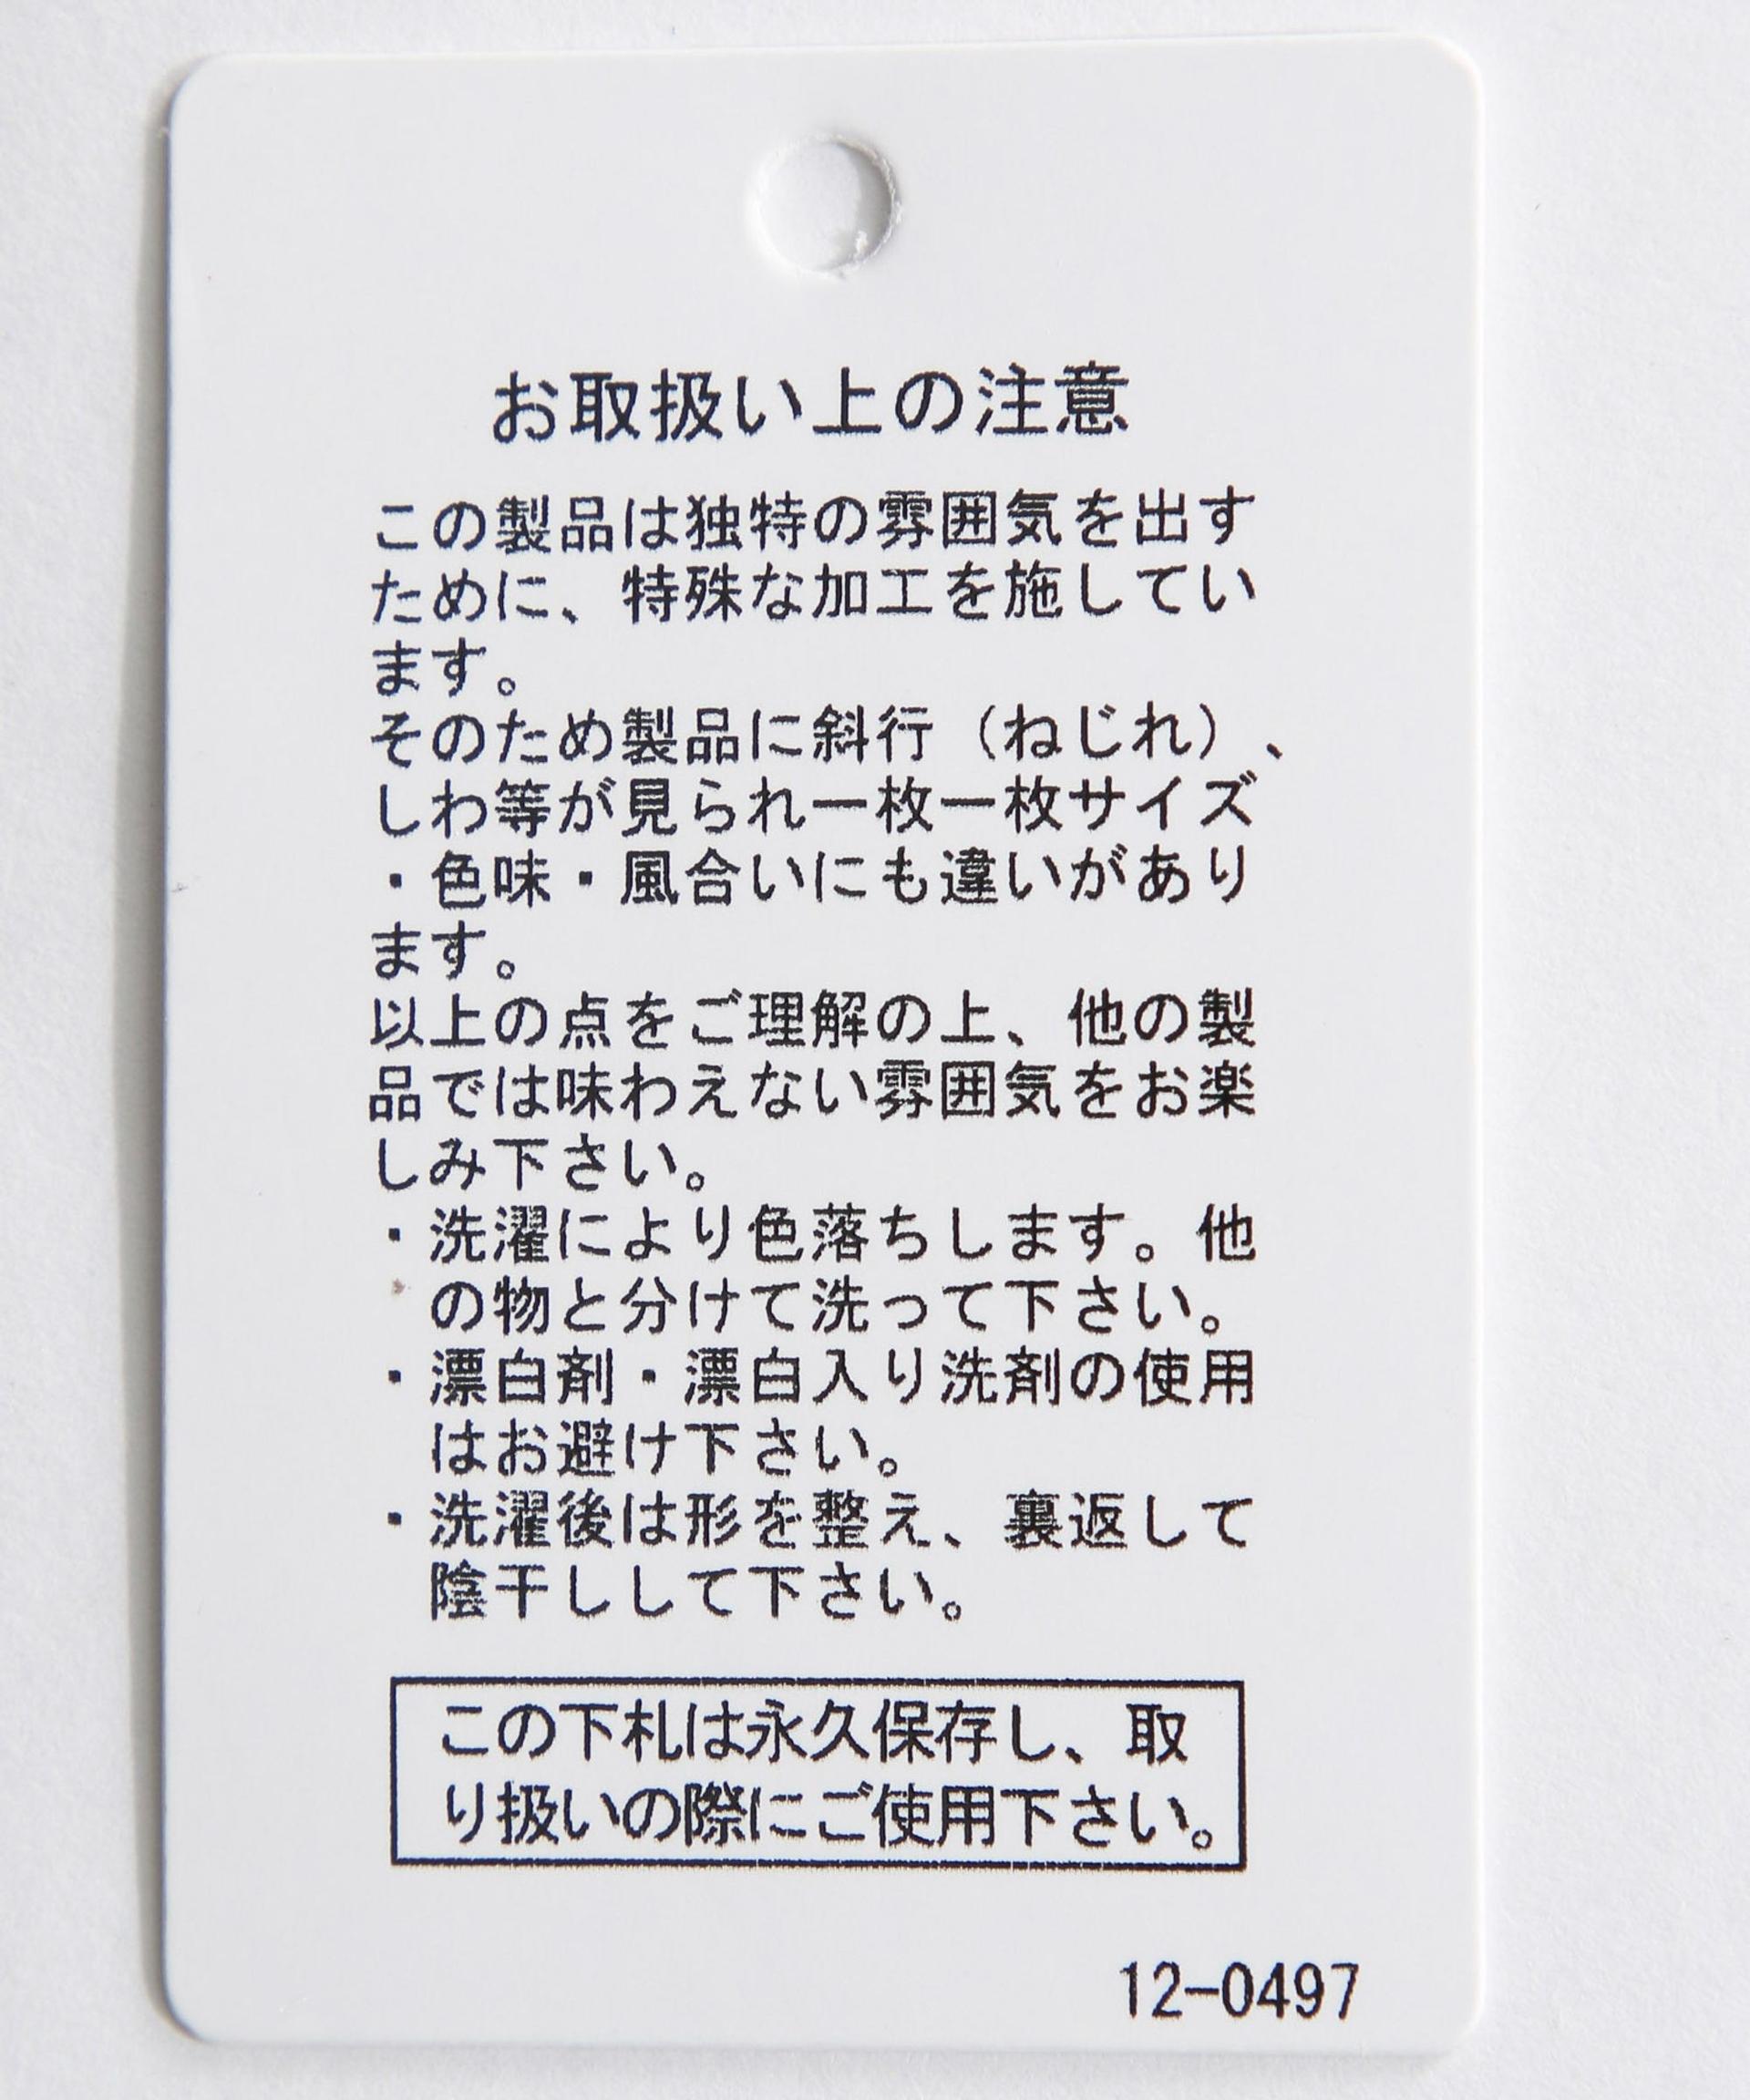 お取扱い上の注意
この製品は独特の雰囲気を出す
ために、特殊な加工を施してい
ます。
そのため製品に斜行（ねじれ）、
しわ等が見られ一枚一枚サイズ
・色味・風合いにも違いがあり
ます。
以上の点をご理解の上、他の製
品では味わえない雰囲気をお楽
しみ下さい。
・洗濯により色落ちします。他
の物と分けて洗って下さい。
・漂白剤・漂白入り洗剤の使用
はお避け下さい。
・洗濯後は形を整え、裏返して
陰干しして下さい。
この下札は永久保存し、取
り扱いの際にご使用下さい。
12-0497